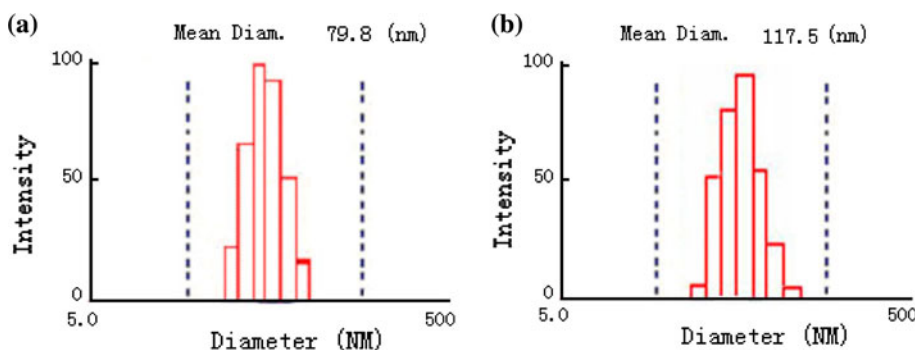 (a)
Mean Diam. 79.8 (nm)
100
50
0
Intensity
5.0
500
Diameter (NM)
(b)
Mean Diam. 117.5 (nm)
100
50
0
Intensity
5.0
500
Diameter (NM)